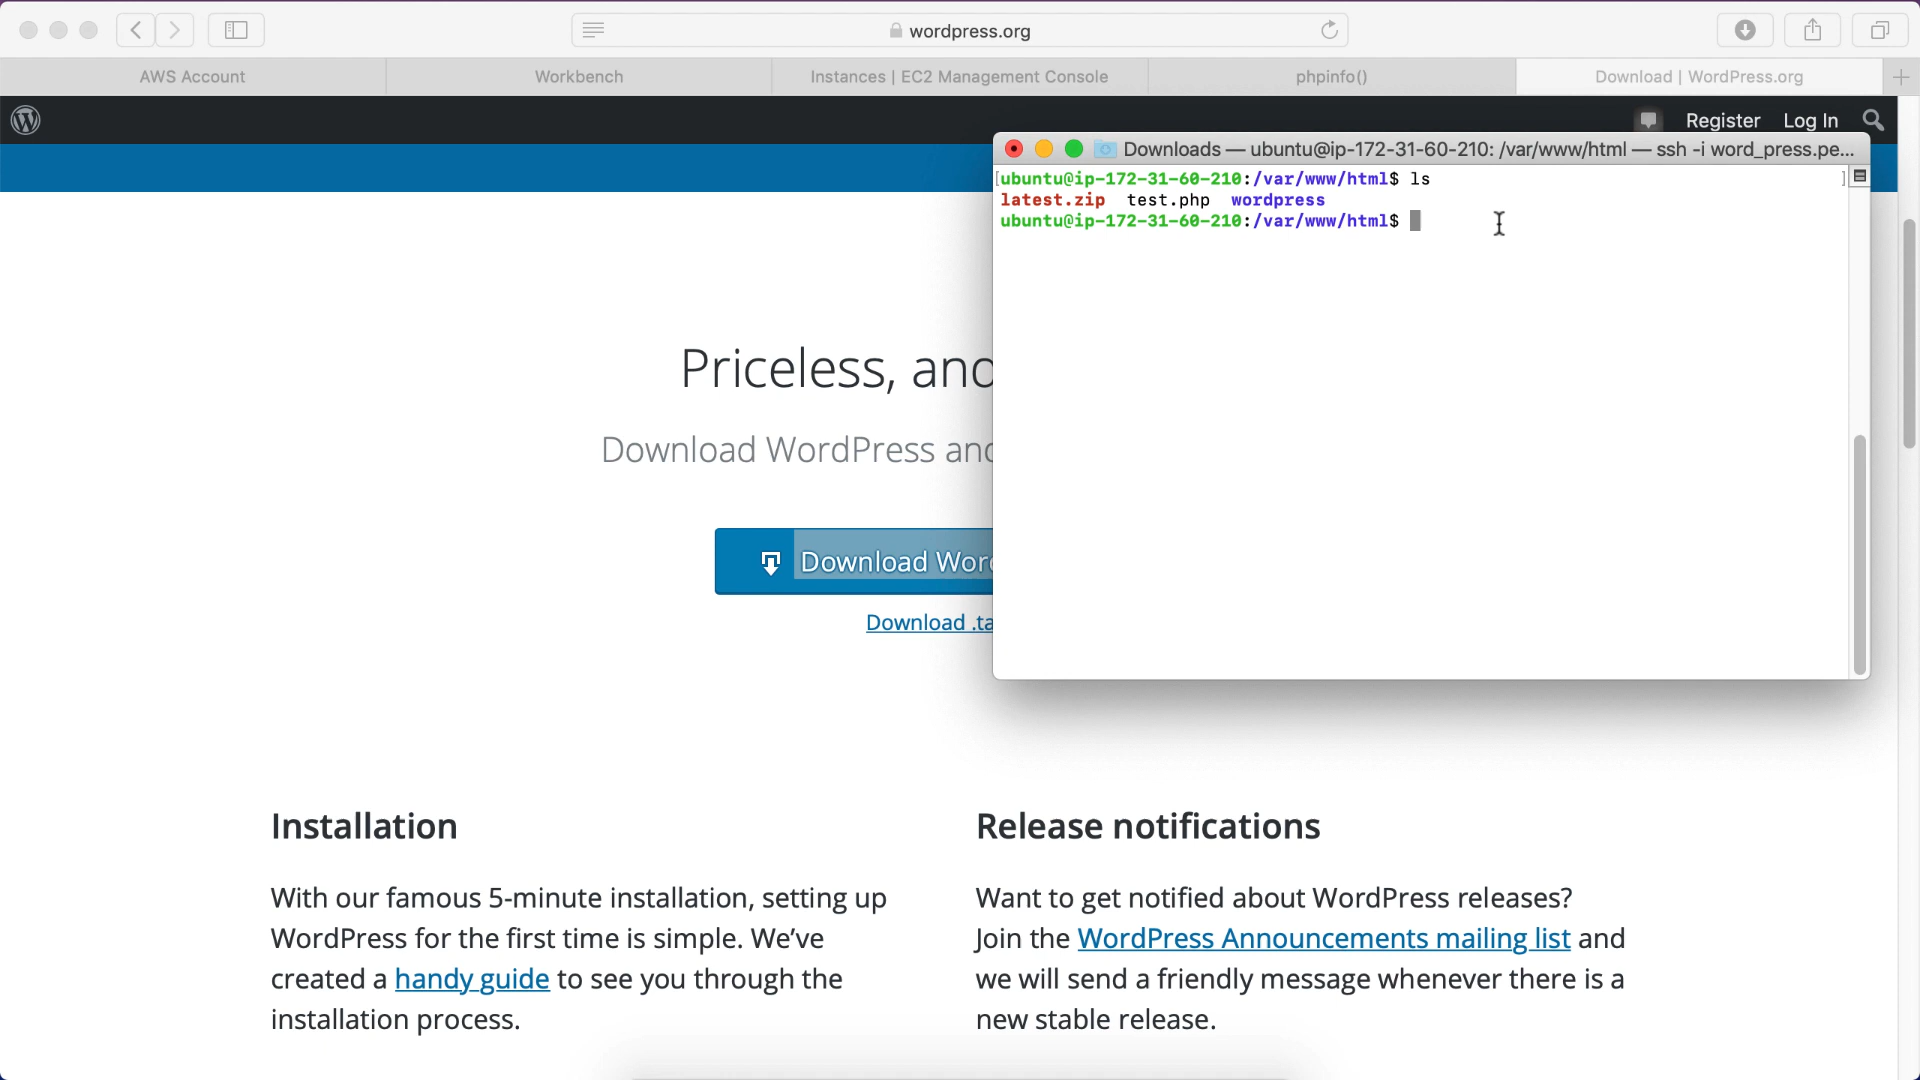 wordpress.org
AWS Account
Workbench
Instances | EC2 Management Console
phpinfo()
Download | WordPress.org
Register
Log In
Downloads — ubuntu@ip-172-31-60-210: /var/www/html — ssh -i word_press.pe...
[ubuntu@ip-172-31-60-210:/var/www/html$ ls ]
latest.zip test.php wordpress
ubuntu@ip-172-31-60-210:/var/www/html$
Priceless, and
Download WordPress and
Download Word
Download .ta
Installation
With our famous 5-minute installation, setting up
WordPress for the first time is simple. We've
created a handy guide to see you through the
installation process.
Release notifications
Want to get notified about WordPress releases?
Join the WordPress Announcements mailing list and
we will send a friendly message whenever there is a
new stable release.